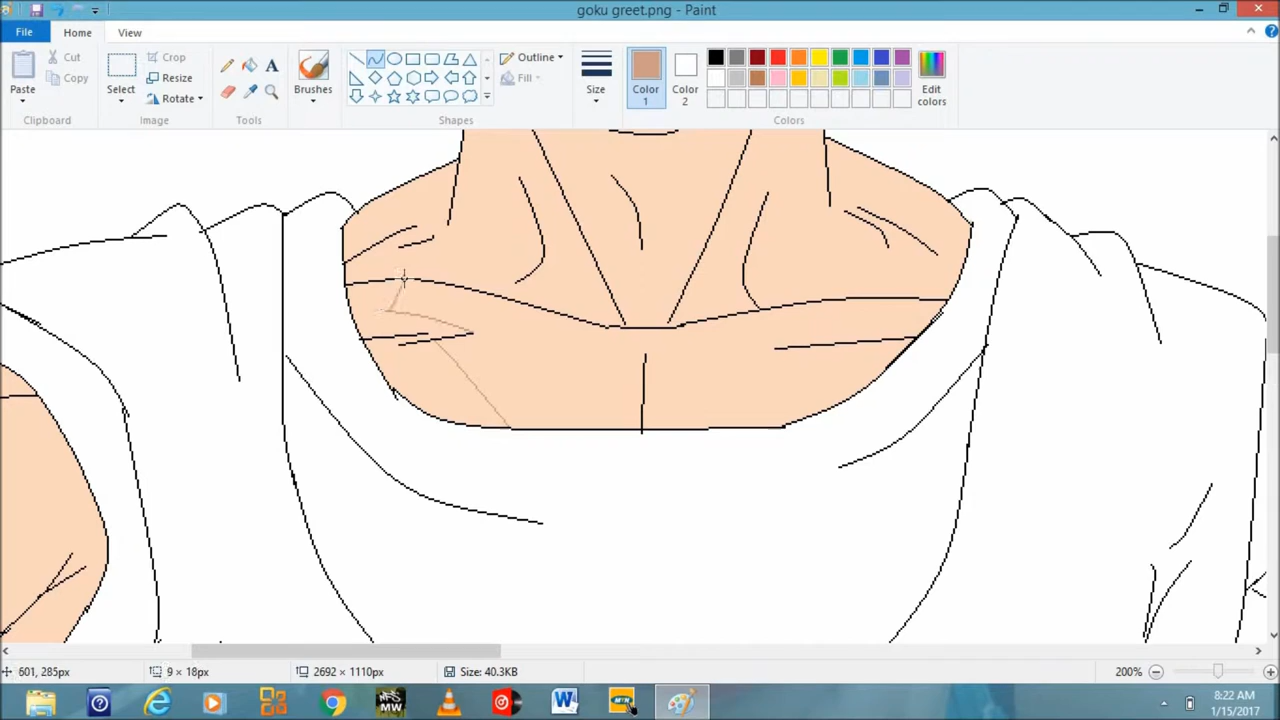 goku greet.png - Paint
File
Home
View
Paste
Cut
Copy
Clipboard
Select
Crop
Resize
Rotate
Image
A
Tools
Brushes
Shapes
Outline
Fill
Size
Color
1
Color
2
Colors
Edit
colors
601, 285px
9 × 18px
2692 × 1110px
Size: 40.3KB
200%
MW
W
8:22 AM
1/15/2017